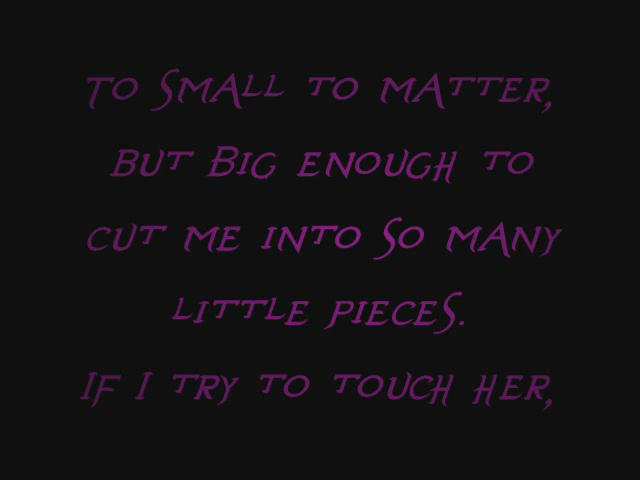 To Small to matter,
but Big enough to
cut me into So many
little pieceS.
If I try to touch her,